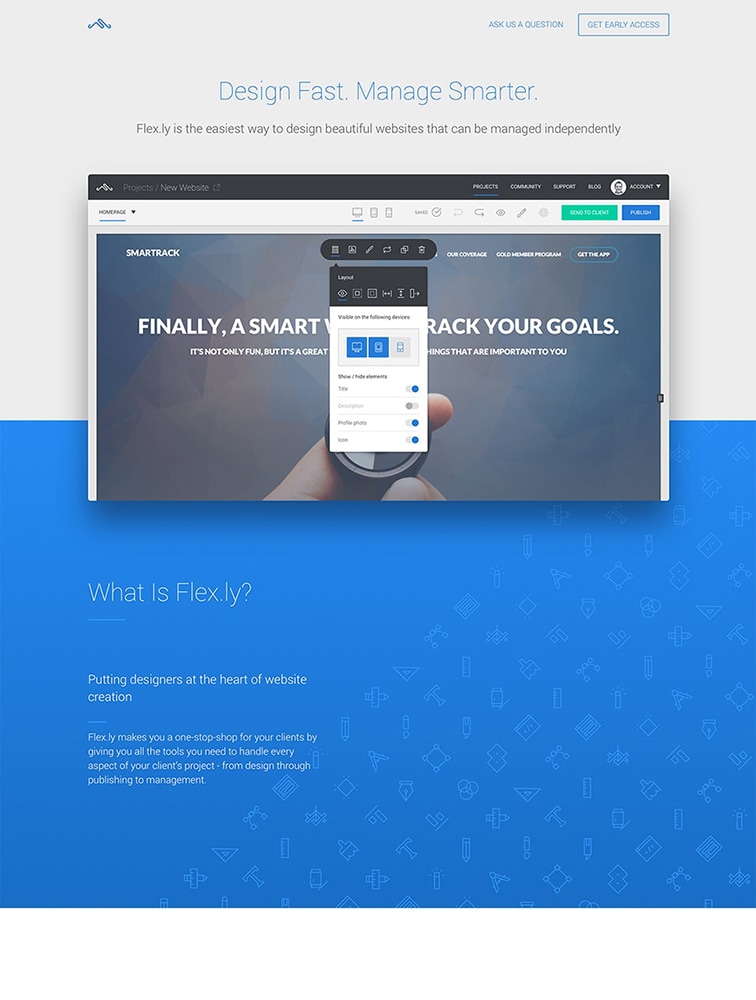 ASK US A QUESTION
GET EARLY ACCESS
Design Fast. Manage Smarter.
Flex.ly is the easiest way to design beautiful websites that can be managed independently
Projects / New Website
PROJECTS
COMMUNITY
SUPPORT
BLOG
ACCOUNT
HOMEPAGE
SAVED
SEND TO CLIENT
PUBLISH
SMARTRACK
OUR COVERAGE
GOLD MEMBER PROGRAM
GET THE APP
Layout
FINALLY, A SMART W RACK YOUR GOALS.
IT'S NOT ONLY FUN, BUT IT'S A GREAT HINGS THAT ARE IMPORTANT TO YOU
Visible on the following devices:
Show / hide elements
Title
Description
Profile photo
Icon
What Is Flex.ly?
Putting designers at the heart of website
creation
Flex.ly makes you a one-stop-shop for your clients by
giving you all the tools you need to handle every
aspect of your client's project - from design through
publishing to management.